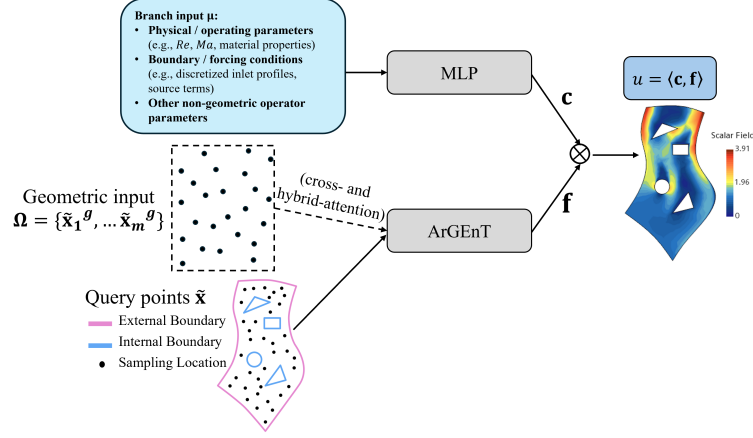 Branch input μ:
• Physical / operating parameters
(e.g., Re, Ma, material properties)
• Boundary / forcing conditions
(e.g., discretized inlet profiles,
source terms)
• Other non-geometric operator
parameters
MLP
c
u = ⟨c, f⟩
Scalar Field
3.91
1.96
0
Geometric input
Ω = {x̃₁ᵍ, … x̃ₘᵍ}
(cross- and
hybrid-attention)
ArGEnT
f
Query points x̃
External Boundary
Internal Boundary
Sampling Location